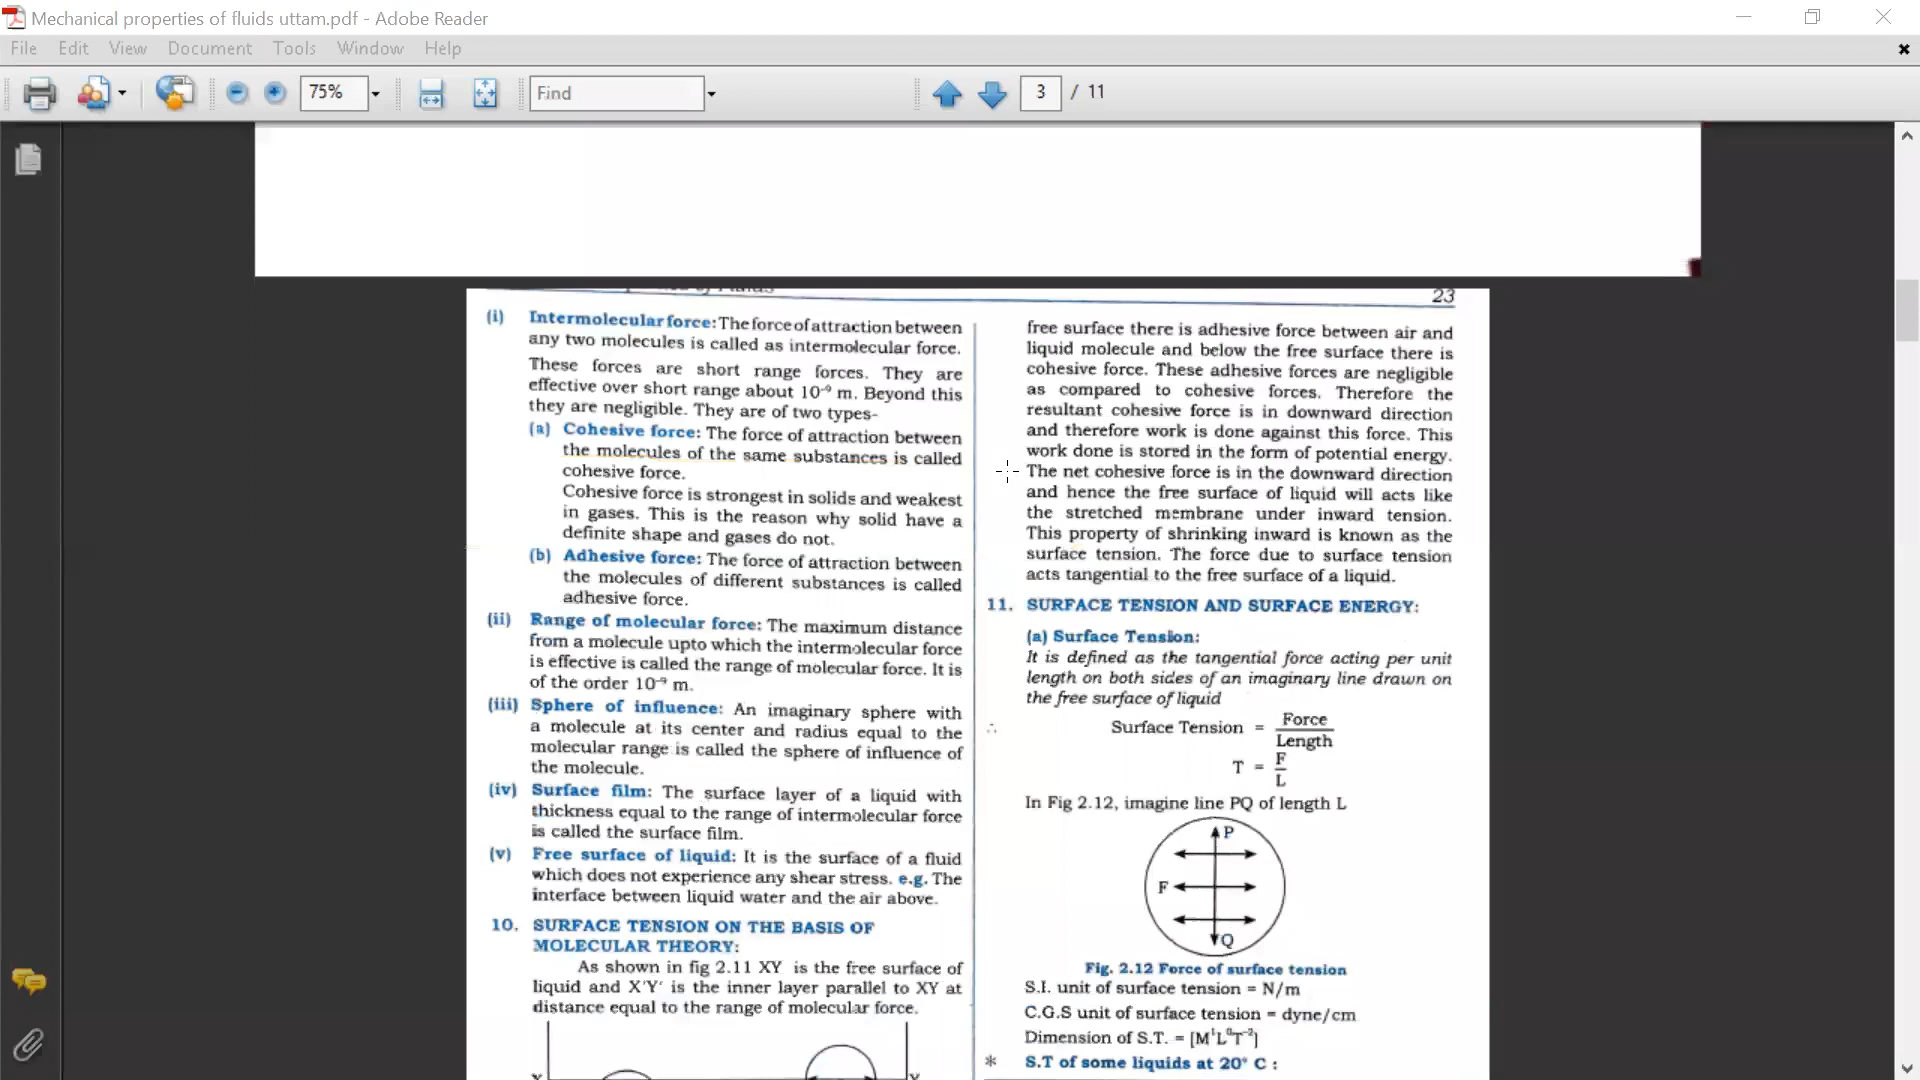 Mechanical properties of fluids uttam.pdf - Adobe Reader
File Edit View Document Tools Window Help
75%
Find
3 / 11
23
(i) Intermolecular force: The force of attraction between
any two molecules is called as intermolecular force.
These forces are short range forces. They are
effective over short range about 10⁻⁹ m. Beyond this
they are negligible. They are of two types-
(a) Cohesive force: The force of attraction between
the molecules of the same substances is called
cohesive force.
Cohesive force is strongest in solids and weakest
in gases. This is the reason why solid have a
definite shape and gases do not.
(b) Adhesive force: The force of attraction between
the molecules of different substances is called
adhesive force.
(ii) Range of molecular force: The maximum distance
from a molecule upto which the intermolecular force
is effective is called the range of molecular force. It is
of the order 10⁻⁹ m.
(iii) Sphere of influence: An imaginary sphere with
a molecule at its center and radius equal to the
molecular range is called the sphere of influence of
the molecule.
(iv) Surface film: The surface layer of a liquid with
thickness equal to the range of intermolecular force
is called the surface film.
(v) Free surface of liquid: It is the surface of a fluid
which does not experience any shear stress. e.g. The
interface between liquid water and the air above.
10. SURFACE TENSION ON THE BASIS OF
MOLECULAR THEORY:
As shown in fig 2.11 XY is the free surface of
liquid and X'Y' is the inner layer parallel to XY at
distance equal to the range of molecular force.
free surface there is adhesive force between air and
liquid molecule and below the free surface there is
cohesive force. These adhesive forces are negligible
as compared to cohesive forces. Therefore the
resultant cohesive force is in downward direction
and therefore work is done against this force. This
work done is stored in the form of potential energy.
The net cohesive force is in the downward direction
and hence the free surface of liquid will acts like
the stretched membrane under inward tension.
This property of shrinking inward is known as the
surface tension. The force due to surface tension
acts tangential to the free surface of a liquid.
11. SURFACE TENSION AND SURFACE ENERGY:
(a) Surface Tension:
It is defined as the tangential force acting per unit
length on both sides of an imaginary line drawn on
the free surface of liquid
∴ Surface Tension = Force
Length
T = F
L
In Fig 2.12, imagine line PQ of length L
P
F
Q
Fig. 2.12 Force of surface tension
S.I. unit of surface tension = N/m
C.G.S unit of surface tension = dyne/cm
Dimension of S.T. = [M¹L⁰T⁻²]
* S.T of some liquids at 20° C :